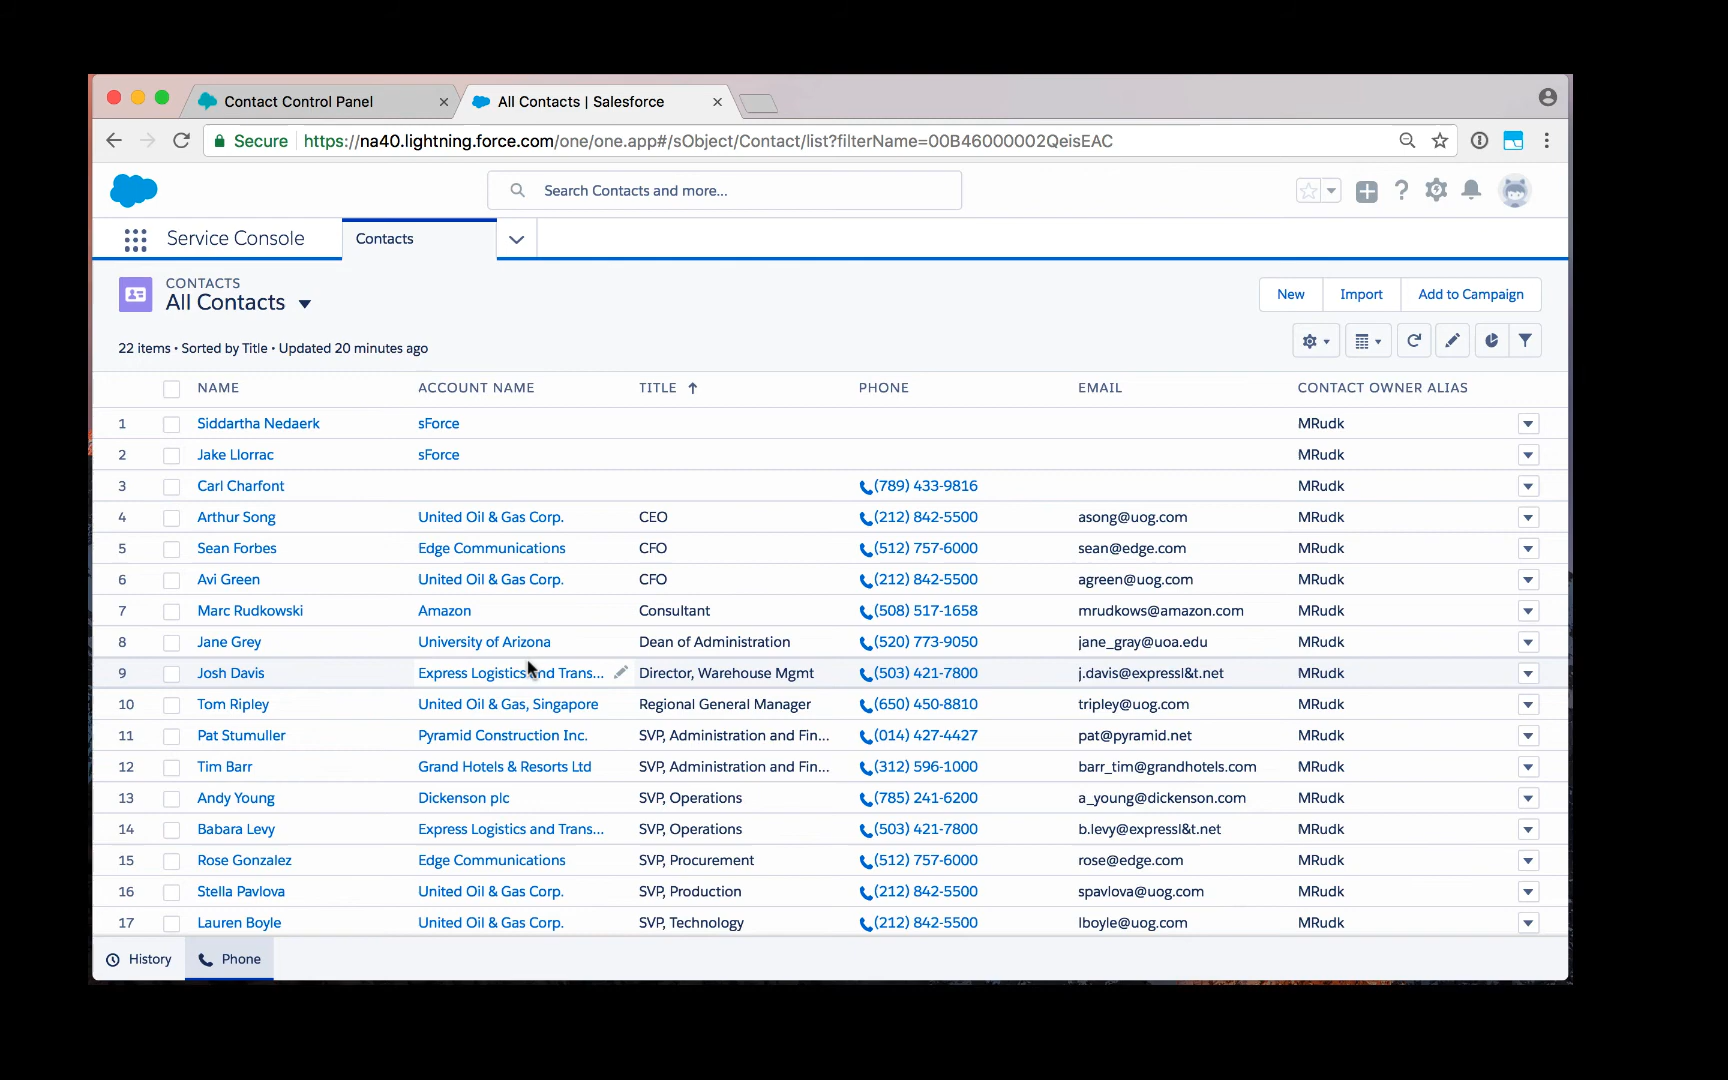 Contact Control Panel
All Contacts | Salesforce
Secure https://na40.lightning.force.com/one/one.app#/sObject/Contact/list?filterName=00B46000002QeisEAC
Search Contacts and more...
Service Console
Contacts
CONTACTS
All Contacts
New Import Add to Campaign
22 items • Sorted by Title • Updated 20 minutes ago
NAME ACCOUNT NAME TITLE PHONE EMAIL CONTACT OWNER ALIAS
1 Siddartha Nedaerk sForce MRudk
2 Jake Llorrac sForce MRudk
3 Carl Charfont (789) 433-9816 MRudk
4 Arthur Song United Oil & Gas Corp. CEO (212) 842-5500 asong@uog.com MRudk
5 Sean Forbes Edge Communications CFO (512) 757-6000 sean@edge.com MRudk
6 Avi Green United Oil & Gas Corp. CFO (212) 842-5500 agreen@uog.com MRudk
7 Marc Rudkowski Amazon Consultant (508) 517-1658 mrudkows@amazon.com MRudk
8 Jane Grey University of Arizona Dean of Administration (520) 773-9050 jane_gray@uoa.edu MRudk
9 Josh Davis Express Logistics and Trans... Director, Warehouse Mgmt (503) 421-7800 j.davis@expressl&t.net MRudk
10 Tom Ripley United Oil & Gas, Singapore Regional General Manager (650) 450-8810 tripley@uog.com MRudk
11 Pat Stumuller Pyramid Construction Inc. SVP, Administration and Fin... (014) 427-4427 pat@pyramid.net MRudk
12 Tim Barr Grand Hotels & Resorts Ltd SVP, Administration and Fin... (312) 596-1000 barr_tim@grandhotels.com MRudk
13 Andy Young Dickenson plc SVP, Operations (785) 241-6200 a_young@dickenson.com MRudk
14 Babara Levy Express Logistics and Trans... SVP, Operations (503) 421-7800 b.levy@expressl&t.net MRudk
15 Rose Gonzalez Edge Communications SVP, Procurement (512) 757-6000 rose@edge.com MRudk
16 Stella Pavlova United Oil & Gas Corp. SVP, Production (212) 842-5500 spavlova@uog.com MRudk
17 Lauren Boyle United Oil & Gas Corp. SVP, Technology (212) 842-5500 lboyle@uog.com MRudk
History Phone